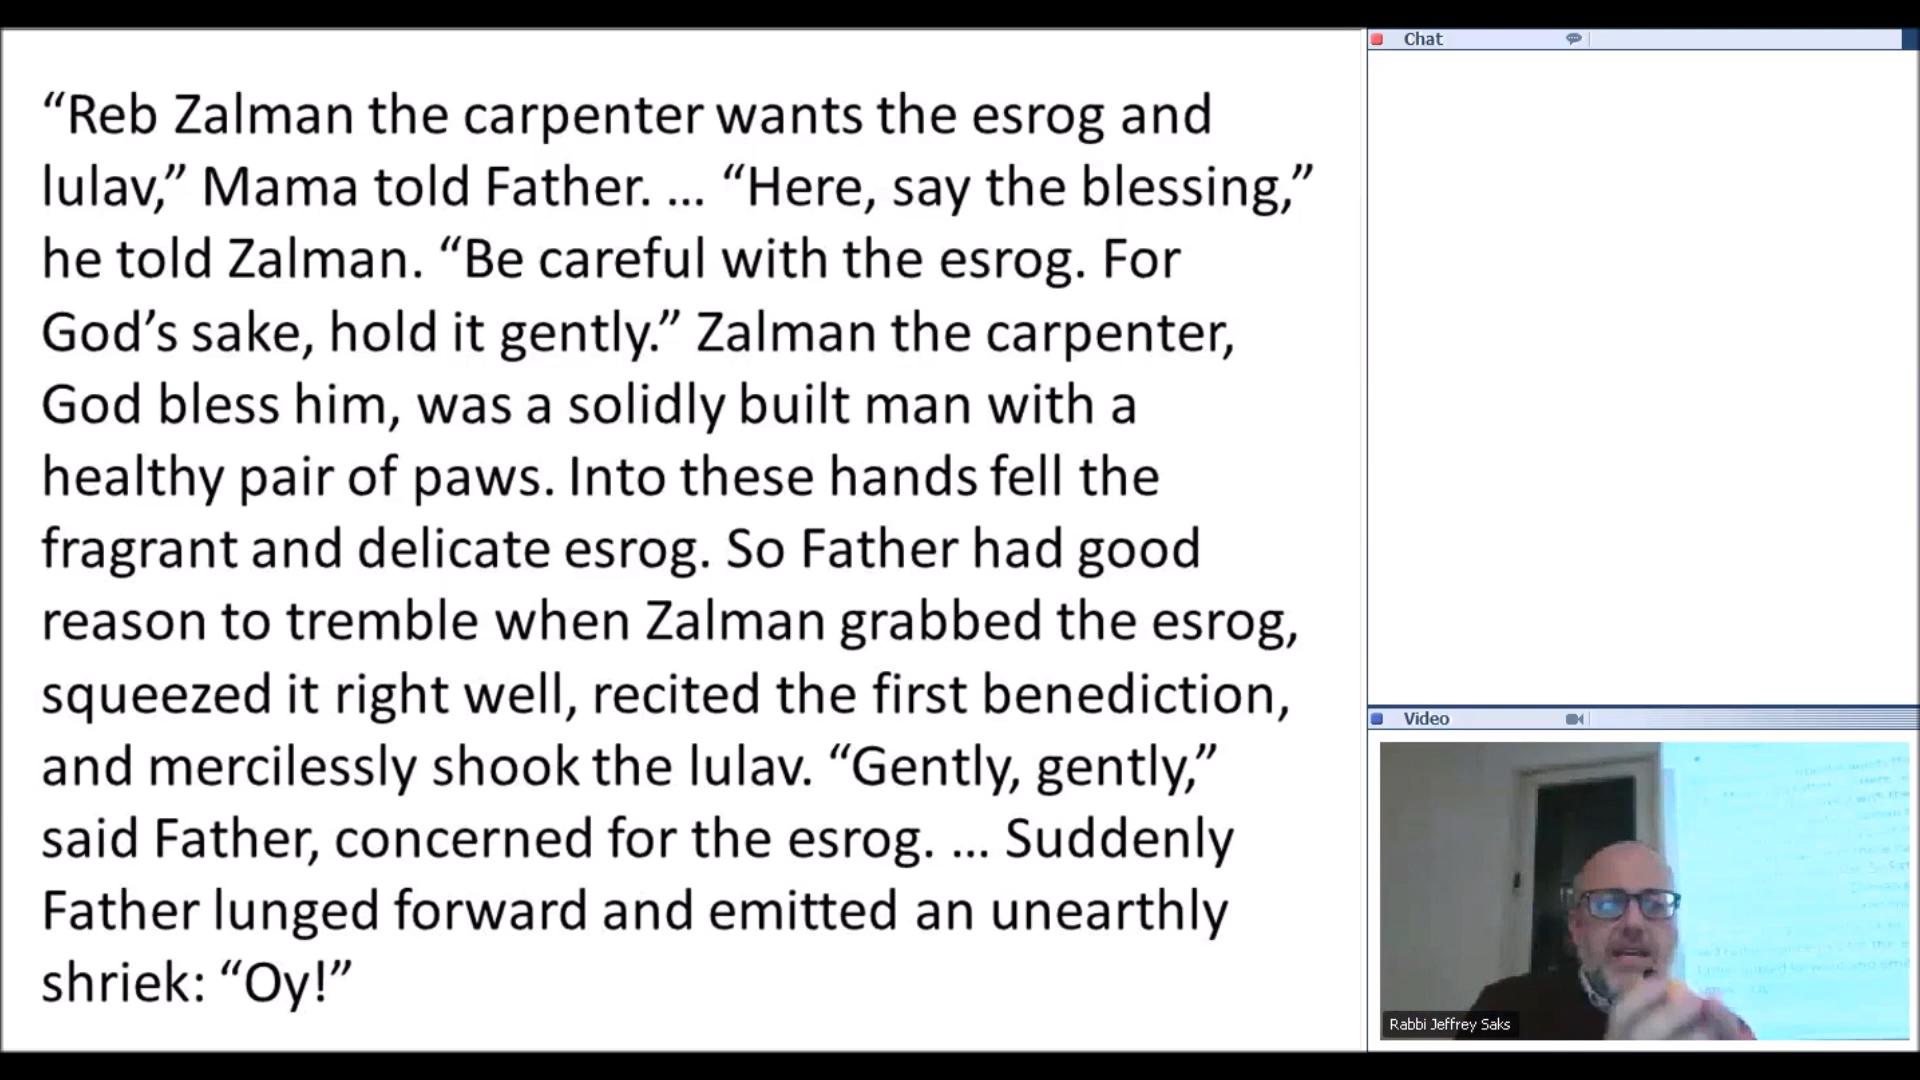 “Reb Zalman the carpenter wants the esrog and
lulav,” Mama told Father. … “Here, say the blessing,”
he told Zalman. “Be careful with the esrog. For
God’s sake, hold it gently.” Zalman the carpenter,
God bless him, was a solidly built man with a
healthy pair of paws. Into these hands fell the
fragrant and delicate esrog. So Father had good
reason to tremble when Zalman grabbed the esrog,
squeezed it right well, recited the first benediction,
and mercilessly shook the lulav. “Gently, gently,”
said Father, concerned for the esrog. … Suddenly
Father lunged forward and emitted an unearthly
shriek: “Oy!”
Chat
Video
Rabbi Jeffrey Saks